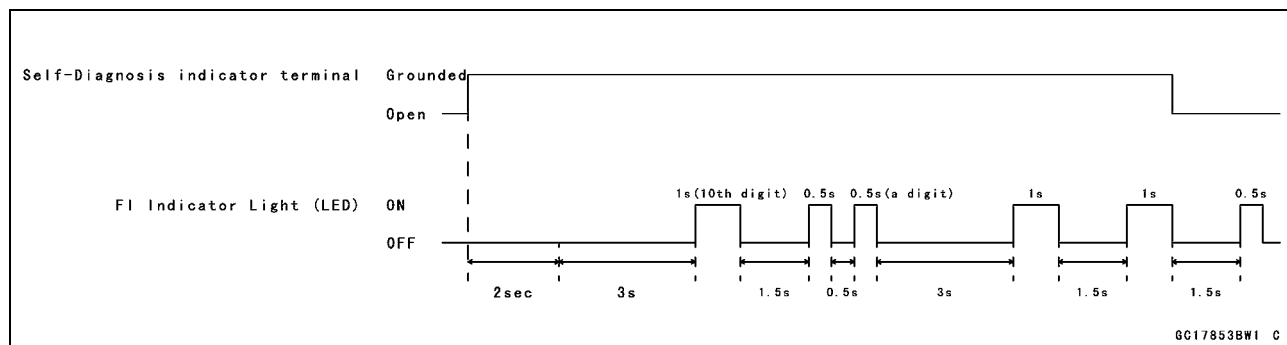 Self-Diagnosis indicator terminal Grounded
Open
1s(10th digit) 0.5s 0.5s(a digit) 1s 1s 0.5s
FI Indicator Light (LED) ON
OFF
2sec 3s 1.5s 0.5s 3s 1.5s 1.5s
GC17853BW1 C